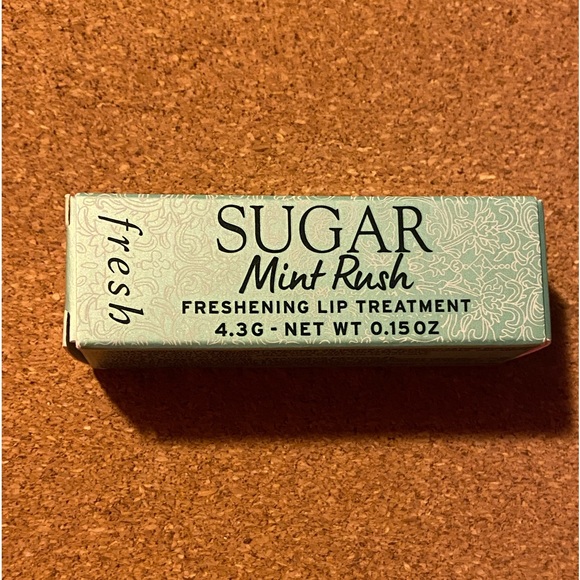 fresh
SUGAR
Mint Rush
FRESHENING LIP TREATMENT
4.3G - NET WT 0.15OZ